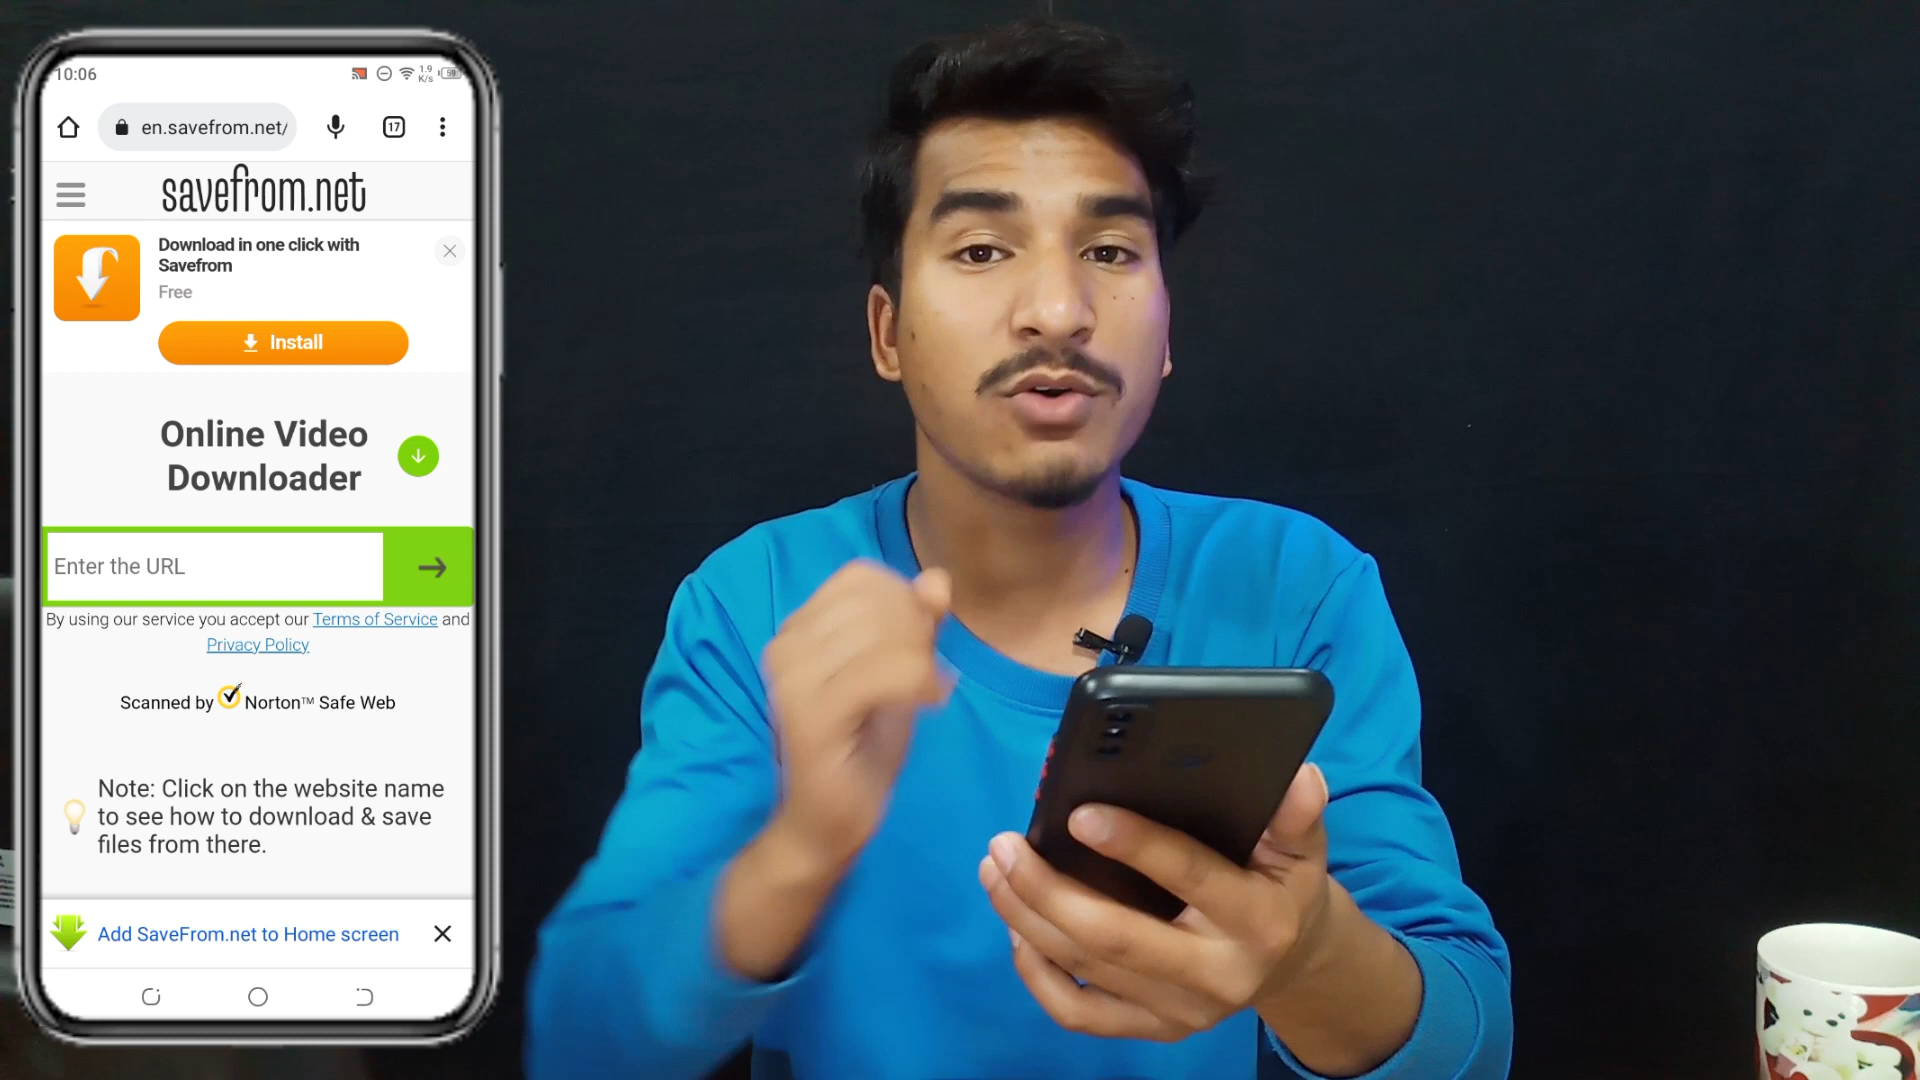 10:06
1.9
K/s
59
en.savefrom.net/
17
savefrom.net
Download in one click with
Savefrom
Free
Install
Online Video
Downloader
Enter the URL
By using our service you accept our Terms of Service and
Privacy Policy
Scanned by Norton™ Safe Web
Note: Click on the website name
to see how to download & save
files from there.
Add SaveFrom.net to Home screen